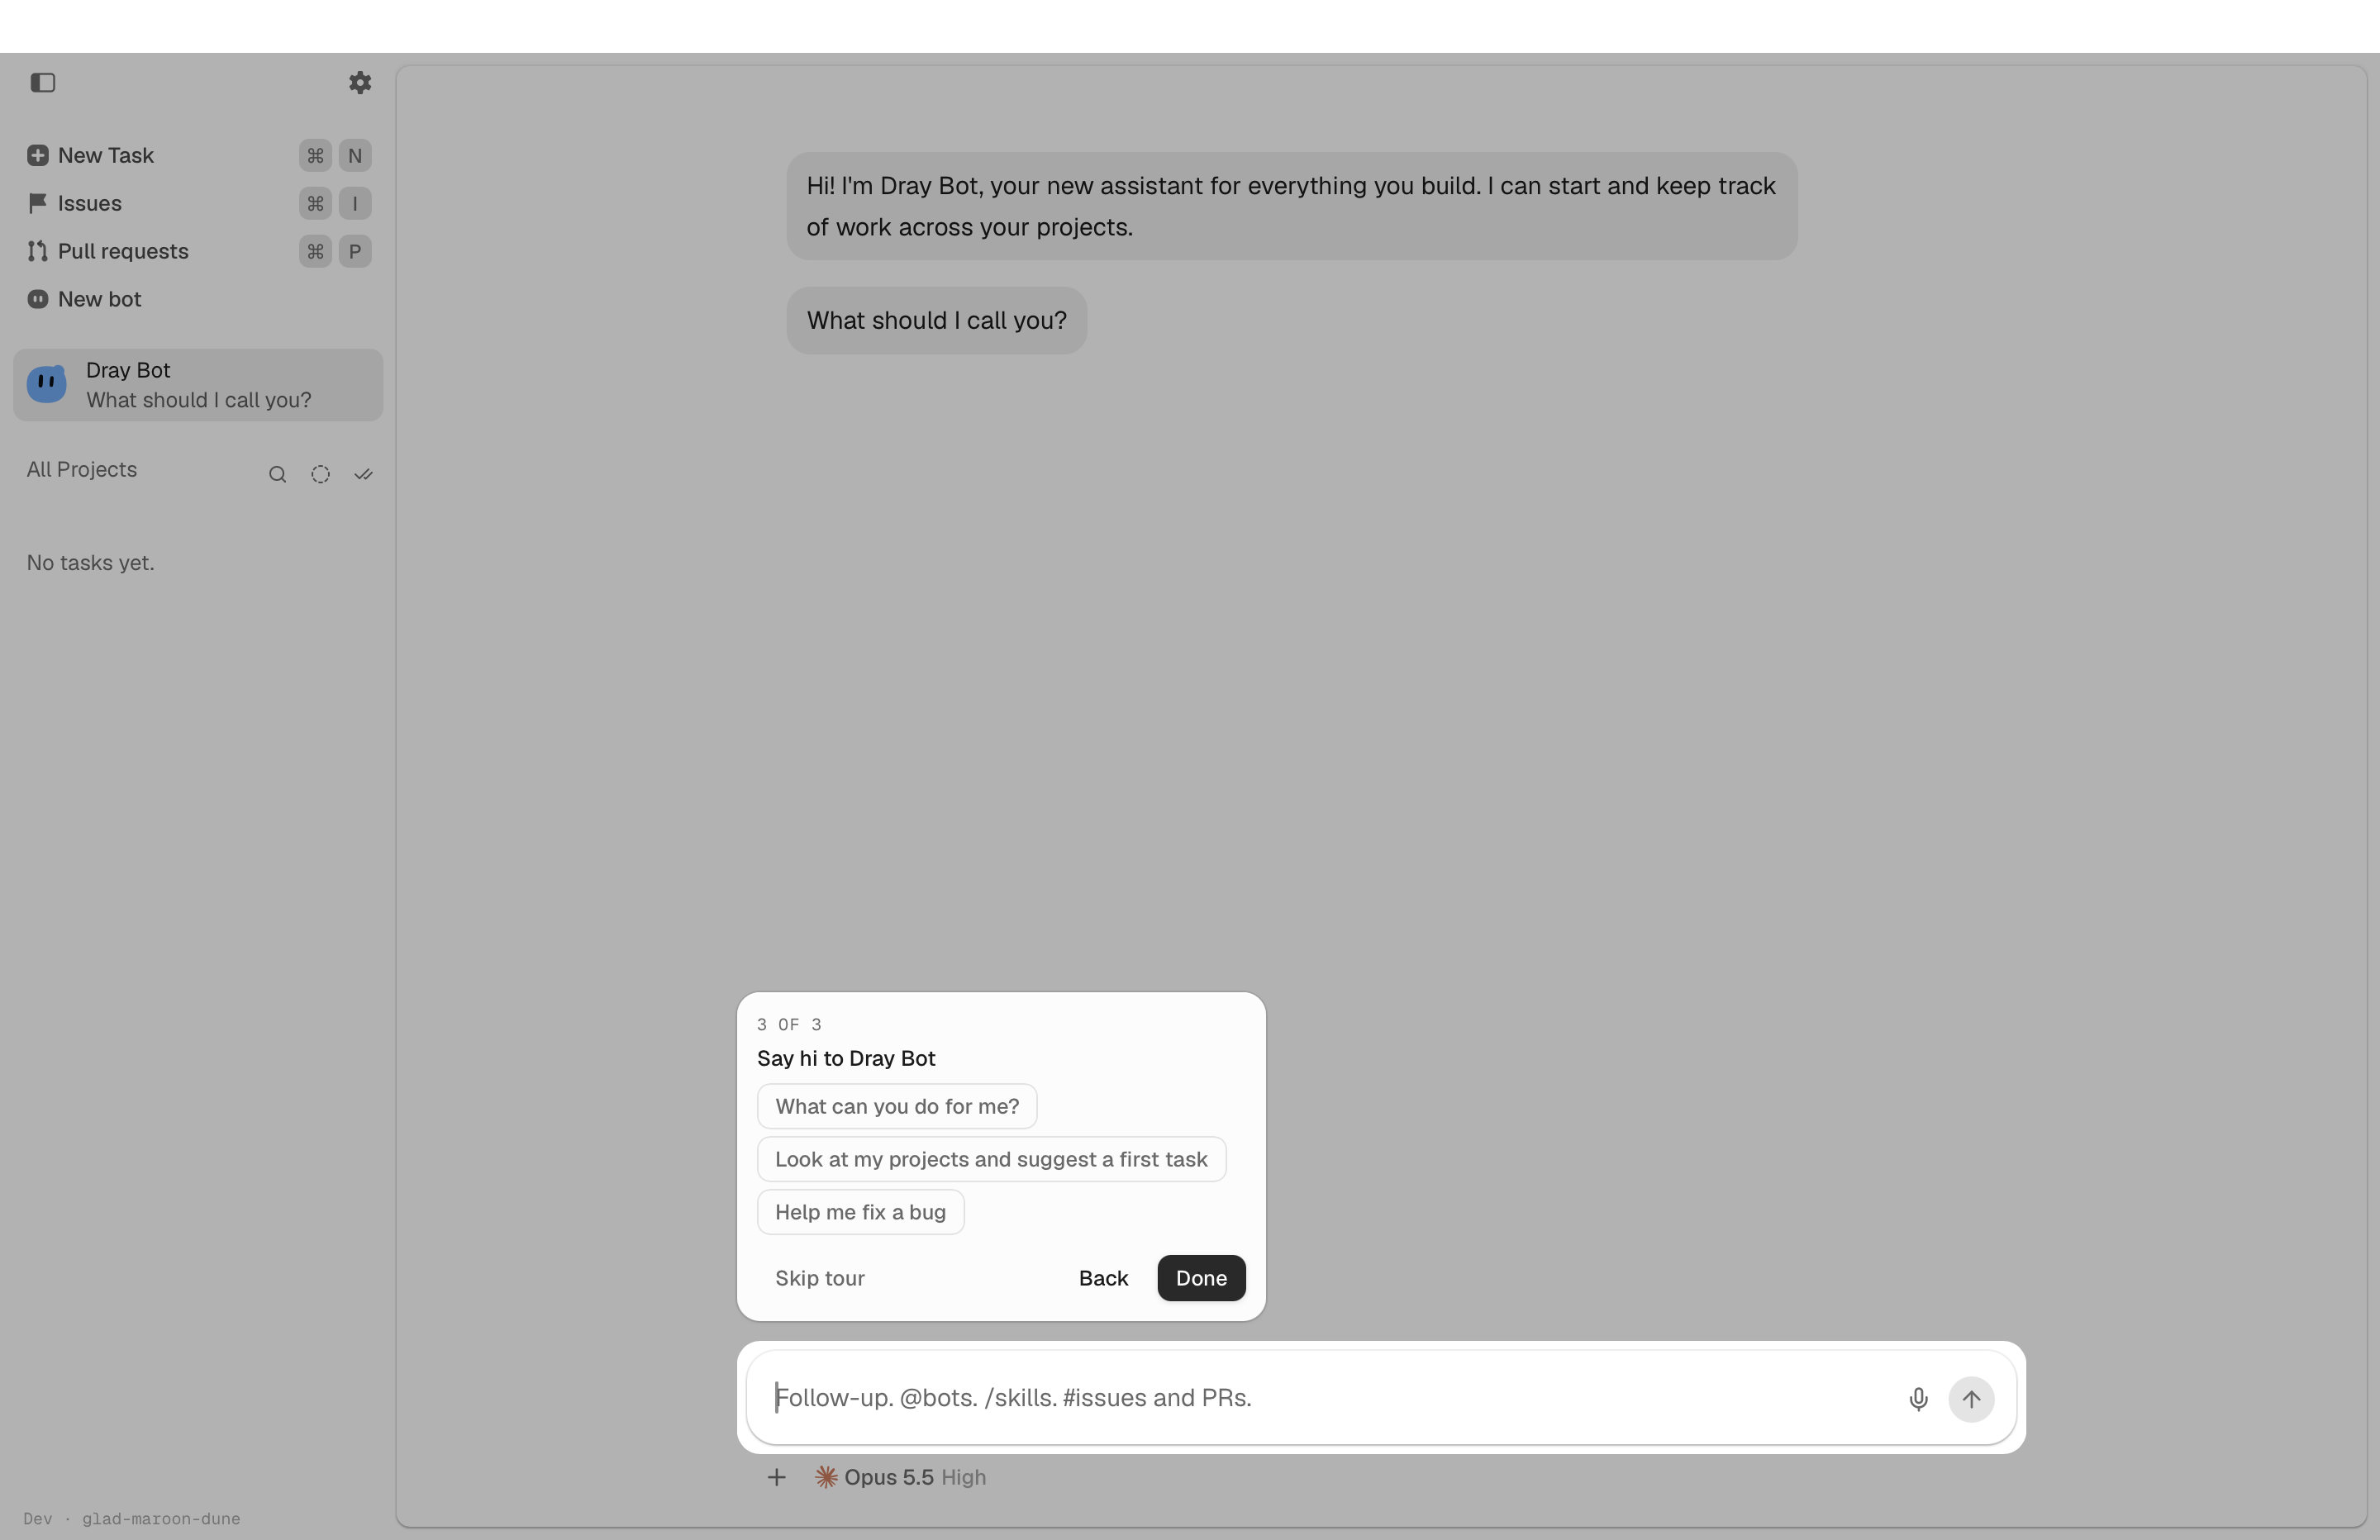 New Task ⌘ N
Issues ⌘ I
Pull requests ⌘ P
New bot
Dray Bot
What should I call you?
All Projects
No tasks yet.
Dev · glad-maroon-dune
Hi! I'm Dray Bot, your new assistant for everything you build. I can start and keep track
of work across your projects.
What should I call you?
3 OF 3
Say hi to Dray Bot
What can you do for me?
Look at my projects and suggest a first task
Help me fix a bug
Skip tour Back Done
Follow-up. @bots. /skills. #issues and PRs.
Opus 5.5 High